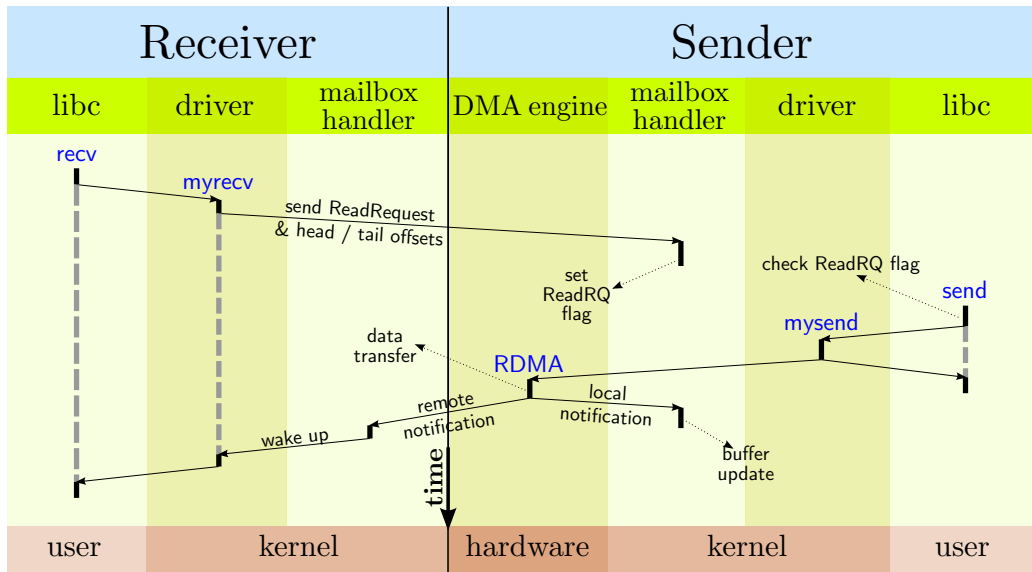 Receiver
Sender
libc
driver
mailbox
handler
DMA engine
mailbox
handler
driver
libc
recv
myrecv
send ReadRequest
& head / tail offsets
set
ReadRQ
flag
check ReadRQ flag
send
mysend
data
transfer
RDMA
remote
notification
local
notification
wake up
buffer
update
time
user
kernel
hardware
kernel
user